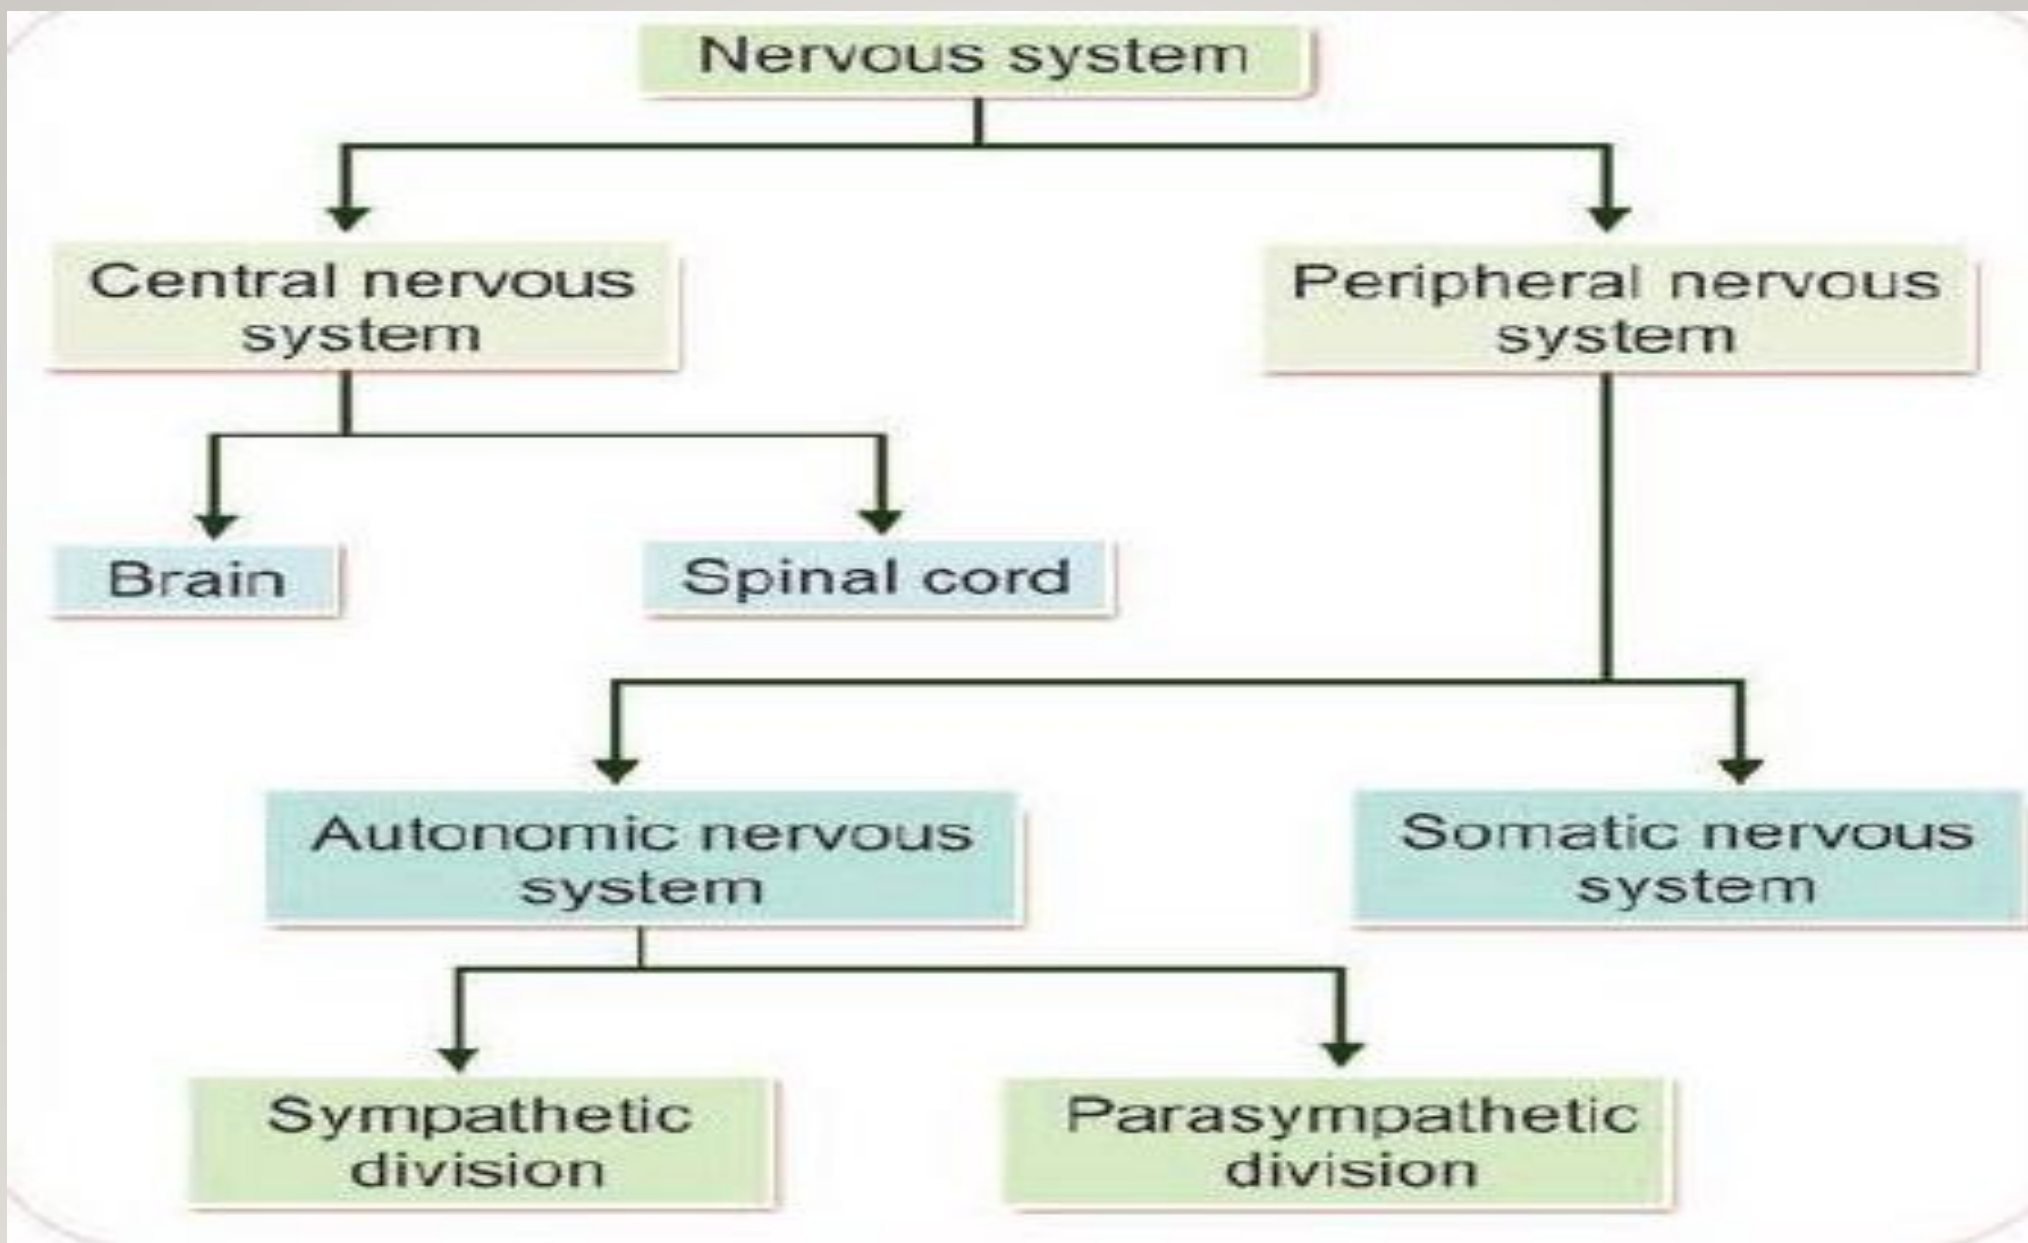 Nervous system
Central nervous
system
Peripheral nervous
system
Brain
Spinal cord
Autonomic nervous
system
Somatic nervous
system
Sympathetic
division
Parasympathetic
division